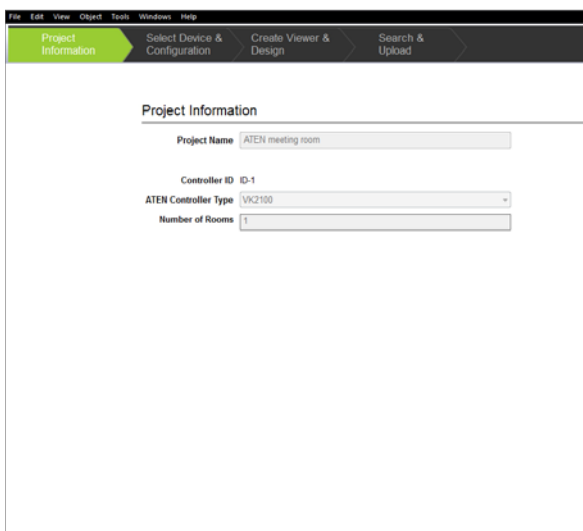 File Edit View Object Tools Windows Help
Project Information
Select Device & Configuration
Create Viewer & Design
Search & Upload
Project Information
Project Name ATEN meeting room
Controller ID ID-1
ATEN Controller Type VK2100
Number of Rooms 1